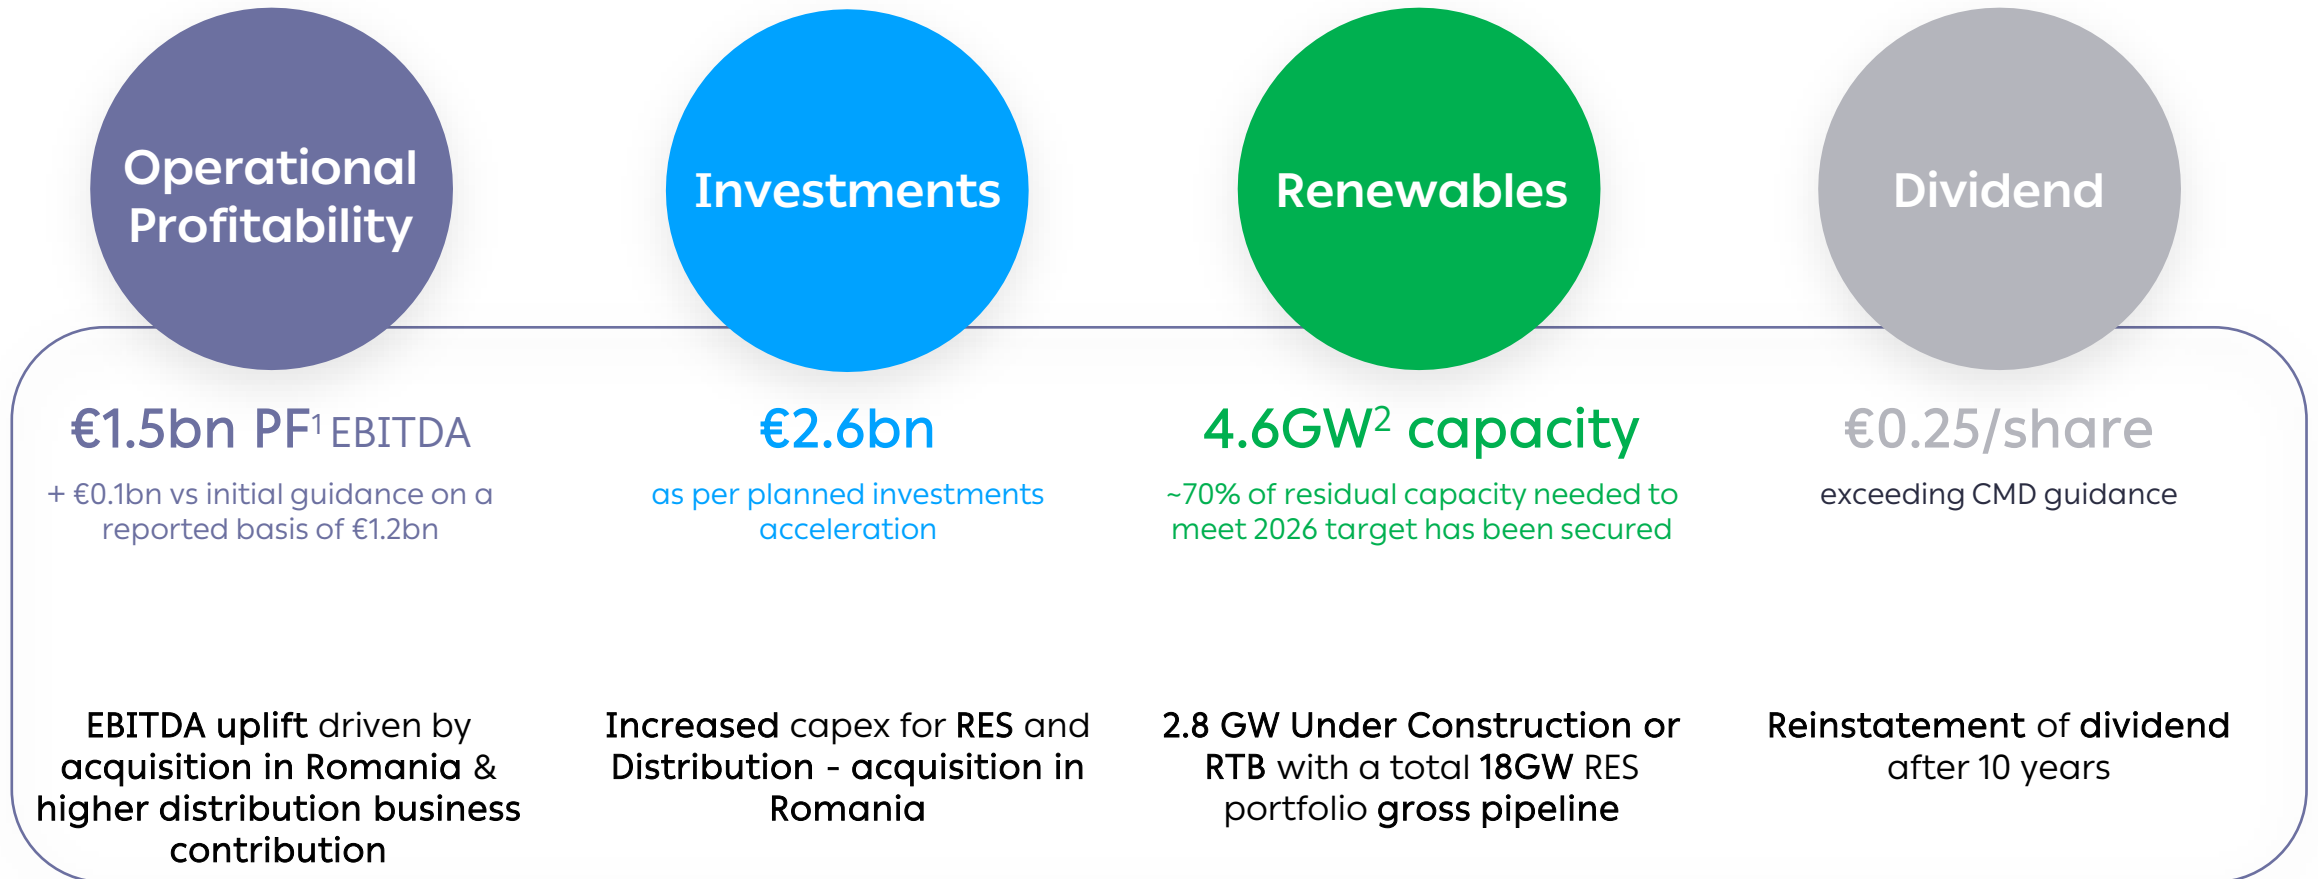 Operational
Profitability
€1.5bn PF¹ EBITDA
+ €0.1bn vs initial guidance on a
reported basis of €1.2bn
EBITDA uplift driven by
acquisition in Romania &
higher distribution business
contribution
Investments
€2.6bn
as per planned investments
acceleration
Increased capex for RES and
Distribution - acquisition in
Romania
Renewables
4.6GW² capacity
~70% of residual capacity needed to
meet 2026 target has been secured
2.8 GW Under Construction or
RTB with a total 18GW RES
portfolio gross pipeline
Dividend
€0.25/share
exceeding CMD guidance
Reinstatement of dividend
after 10 years